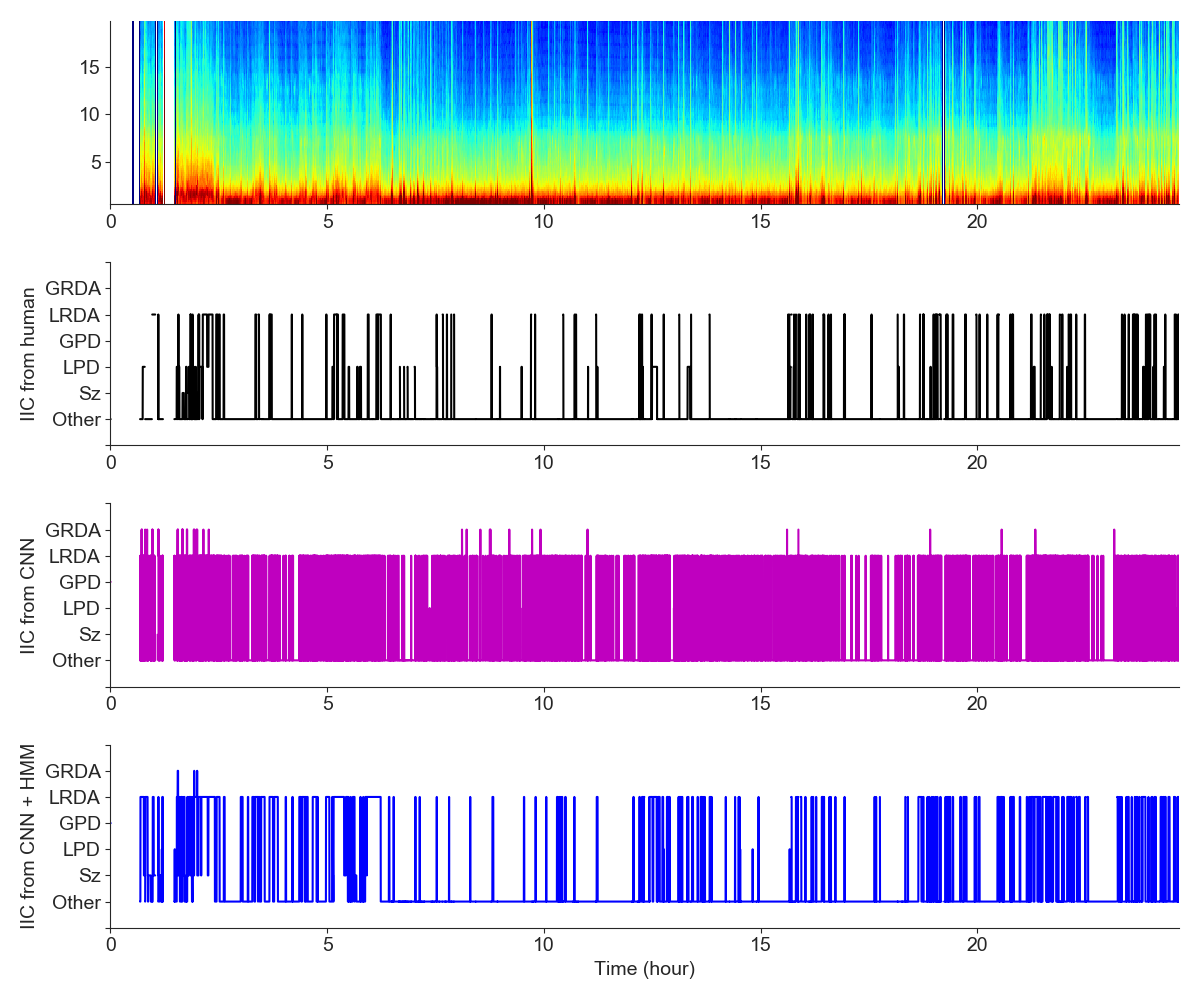 15
10
5
0 5 10 15 20
IIC from human
GRDA
LRDA
GPD
LPD
Sz
Other
0 5 10 15 20
IIC from CNN
GRDA
LRDA
GPD
LPD
Sz
Other
0 5 10 15 20
IIC from CNN + HMM
GRDA
LRDA
GPD
LPD
Sz
Other
0 5 10 15 20
Time (hour)